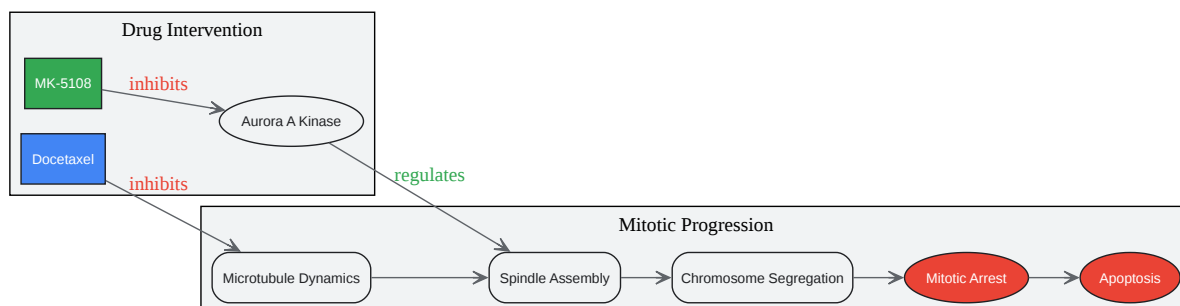 Drug Intervention
MK-5108
inhibits
Aurora A Kinase
Docetaxel
inhibits
regulates
Mitotic Progression
Microtubule Dynamics
Spindle Assembly
Chromosome Segregation
Mitotic Arrest
Apoptosis